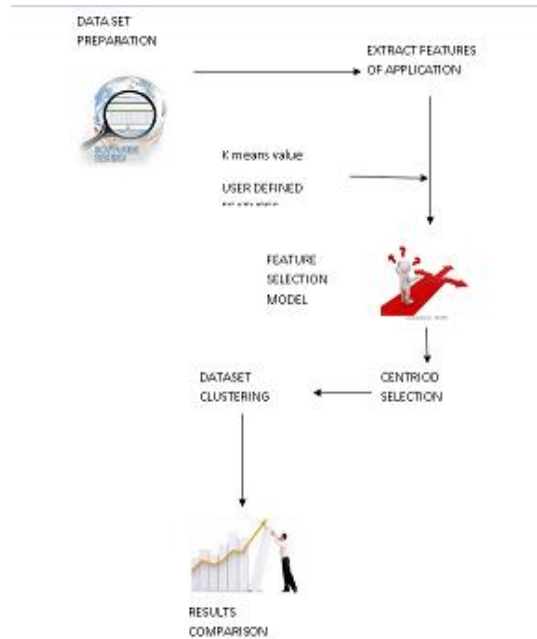 DATA SET
PREPARATION
EXTRACT FEATURES
OF APPLICATION
K means value
USER DEFINED
FEATURE
SELECTION
MODEL
CENTRIOD
SELECTION
DATASET
CLUSTERING
RESULTS
COMPARISON